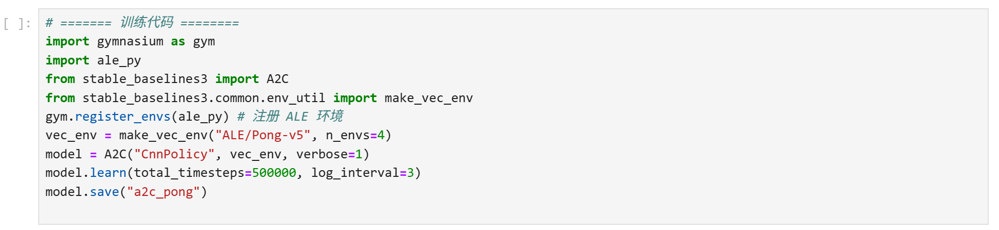 [ ]:
# ======= 训练代码 ========
import gymnasium as gym
import ale_py
from stable_baselines3 import A2C
from stable_baselines3.common.env_util import make_vec_env
gym.register_envs(ale_py) # 注册 ALE 环境
vec_env = make_vec_env("ALE/Pong-v5", n_envs=4)
model = A2C("CnnPolicy", vec_env, verbose=1)
model.learn(total_timesteps=500000, log_interval=3)
model.save("a2c_pong")